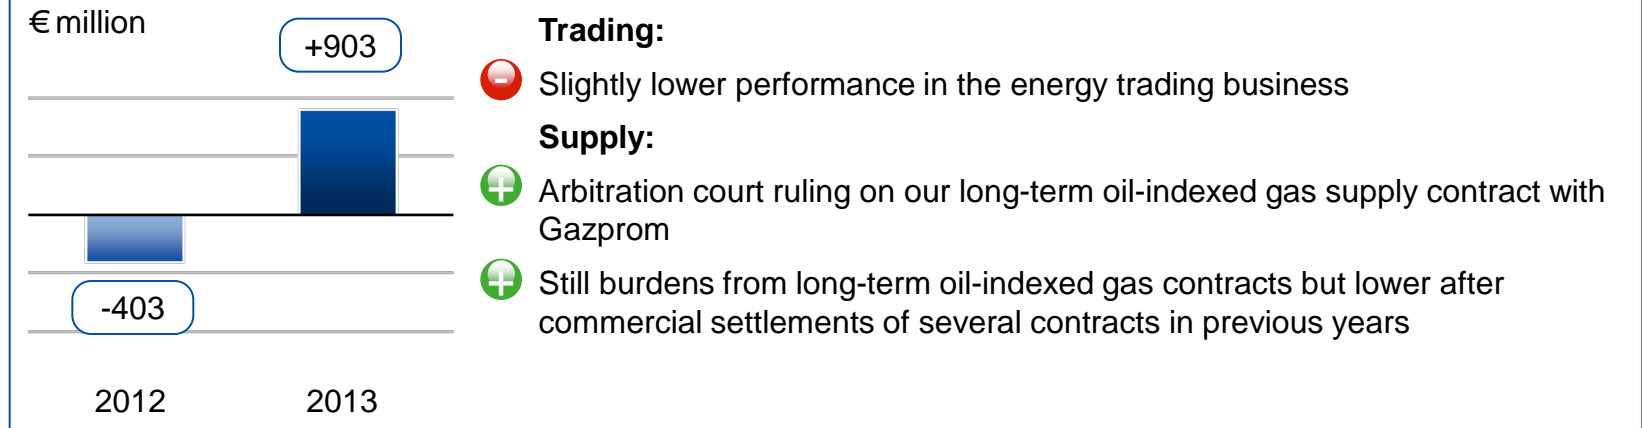 € million
+903
-403
2012
2013
Trading:
- Slightly lower performance in the energy trading business
Supply:
+ Arbitration court ruling on our long-term oil-indexed gas supply contract with
Gazprom
+ Still burdens from long-term oil-indexed gas contracts but lower after
commercial settlements of several contracts in previous years